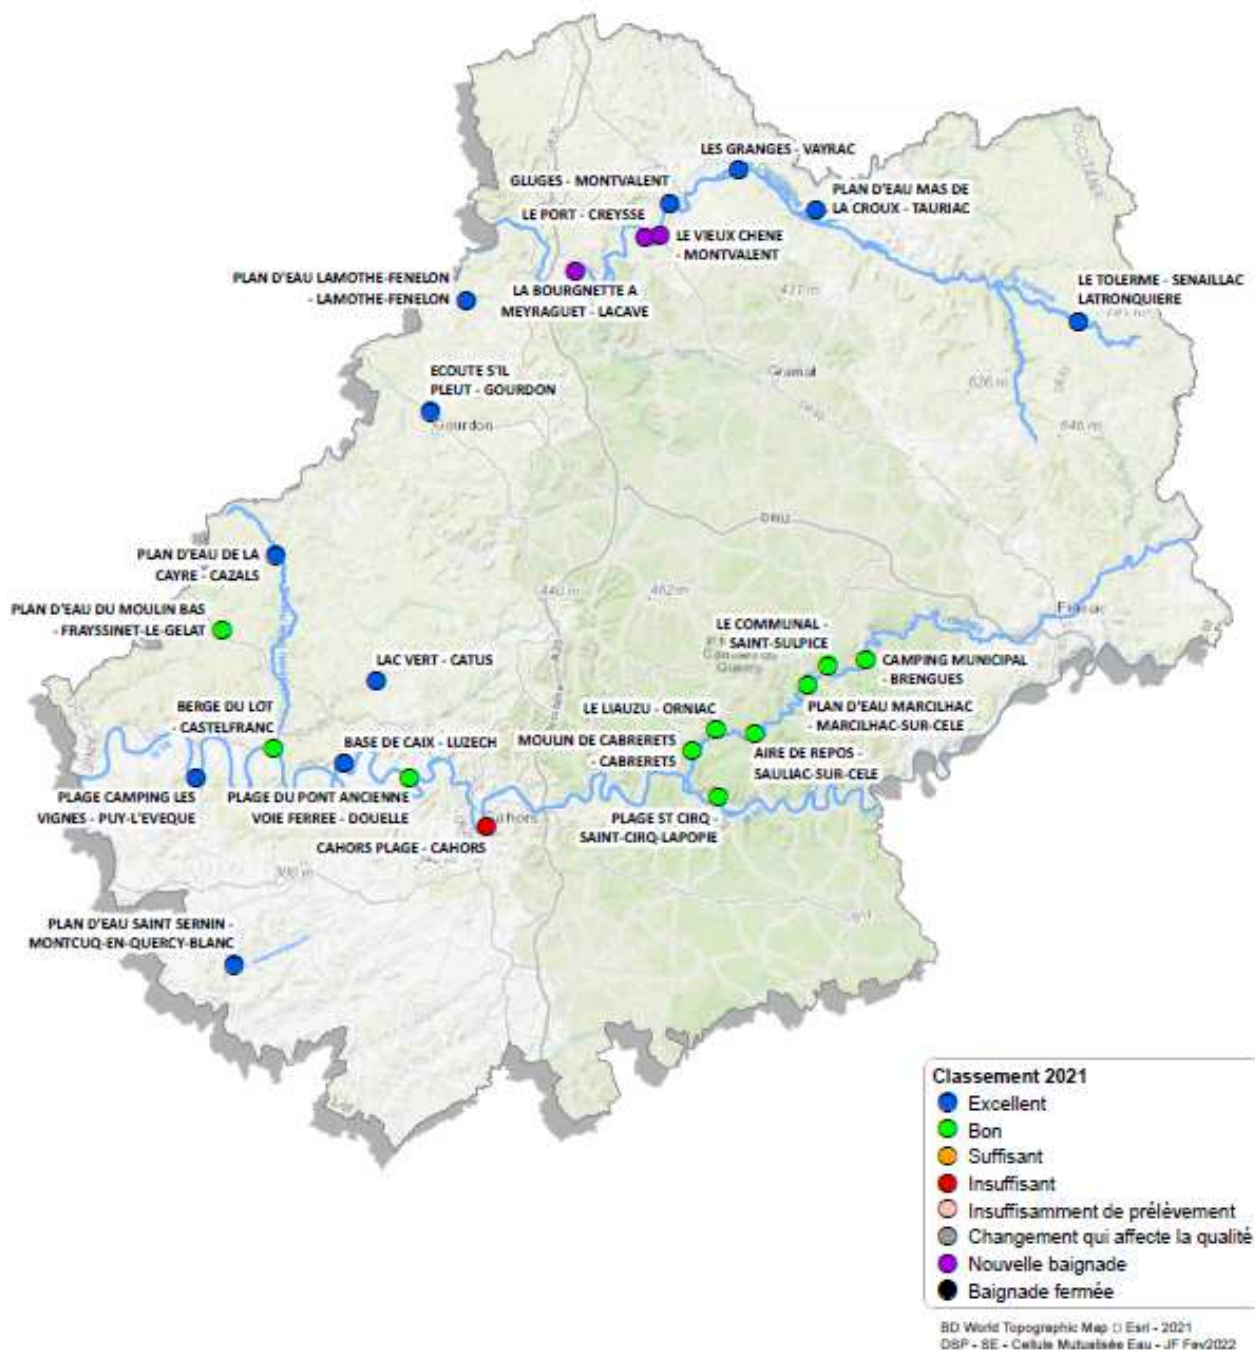 LES GRANGES - VAYRAC
GLUGES - MONTVALENT
PLAN D'EAU MAS DE
LA CROUX - TAURIAC
LE PORT - CREYSSE
LE VIEUX CHENE
- MONTVALENT
PLAN D'EAU LAMOTHE-FENELON
- LAMOTHE-FENELON
LA BOURGNETTE A
MEYRAGUET - LACAVE
LE TOLERME - SENAILLAC
LATRONQUIERE
ECOUTE S'IL
PLEUT - GOURDON
Gourdon
Gramat
626 m
PLAN D'EAU DE LA
CAYRE - CAZALS
440 m
462 m
PLAN D'EAU DU MOULIN BAS
- FRAYSSINET-LE-GELAT
LE COMMUNAL -
SAINT-SULPICE
Figeac
LAC VERT - CATUS
CAMPING MUNICIPAL
- BRENGUES
BERGE DU LOT
- CASTELFRANC
LE LIAUZU - ORNIAC
PLAN D'EAU MARCILHAC
- MARCILHAC-SUR-CELE
BASE DE CAIX - LUZECH
MOULIN DE CABRERETS
- CABRERETS
AIRE DE REPOS -
SAULIAC-SUR-CELE
PLAGE CAMPING LES
VIGNES - PUY-L'EVEQUE
PLAGE DU PONT ANCIENNE
VOIE FERREE - DOUELLE
Cahors
PLAGE ST CIRQ -
SAINT-CIRQ-LAPOPIE
CAHORS PLAGE - CAHORS
PLAN D'EAU SAINT SERNIN -
MONTCUQ-EN-QUERCY-BLANC
Classement 2021
Excellent
Bon
Suffisant
Insuffisant
Insuffisamment de prélèvement
Changement qui affecte la qualité
Nouvelle baignade
Baignade fermée
BD World Topographic Map □ Esri - 2021
DSP - SE - Cellule Mutualisée Eau - JF Fev2022